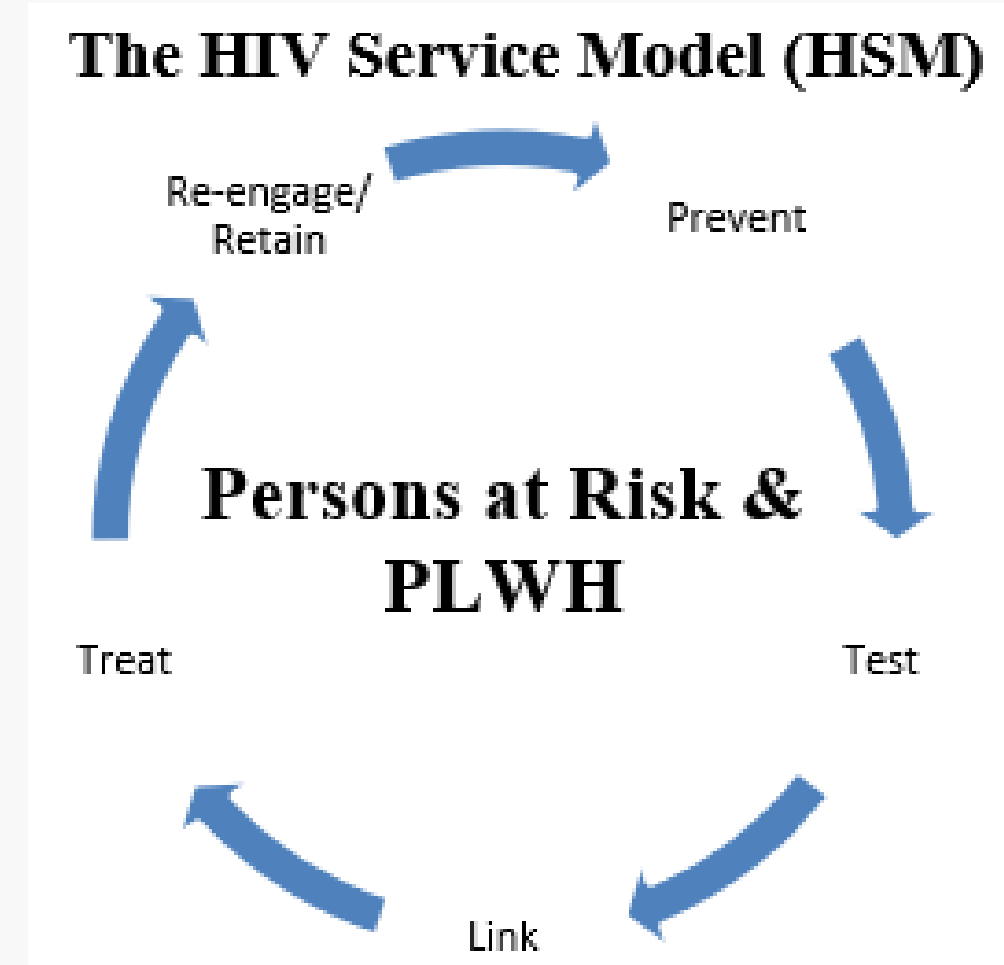 The HIV Service Model (HSM)
Re-engage/
Retain
Prevent
Persons at Risk &
PLWH
Treat
Test
Link